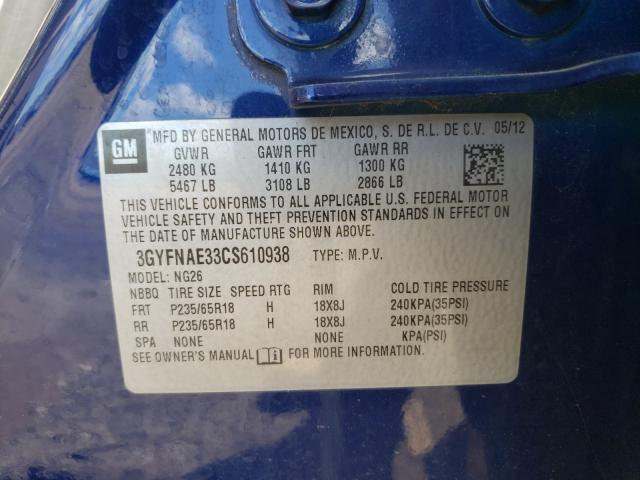 GM
MFD BY GENERAL MOTORS DE MEXICO, S. DE R.L. DE C.V. 05/12
GVWR GAWR FRT GAWR RR
2480 KG 1410 KG 1300 KG
5467 LB 3108 LB 2866 LB
THIS VEHICLE CONFORMS TO ALL APPLICABLE U.S. FEDERAL MOTOR
VEHICLE SAFETY AND THEFT PREVENTION STANDARDS IN EFFECT ON
THE DATE OF MANUFACTURE SHOWN ABOVE.
3GYFNAE33CS610938 TYPE: M.P.V.
MODEL: NG26
NBBQ TIRE SIZE SPEED RTG RIM COLD TIRE PRESSURE
FRT P235/65R18 H 18X8J 240KPA(35PSI)
RR P235/65R18 H 18X8J 240KPA(35PSI)
SPA NONE NONE KPA(PSI)
SEE OWNER'S MANUAL FOR MORE INFORMATION.